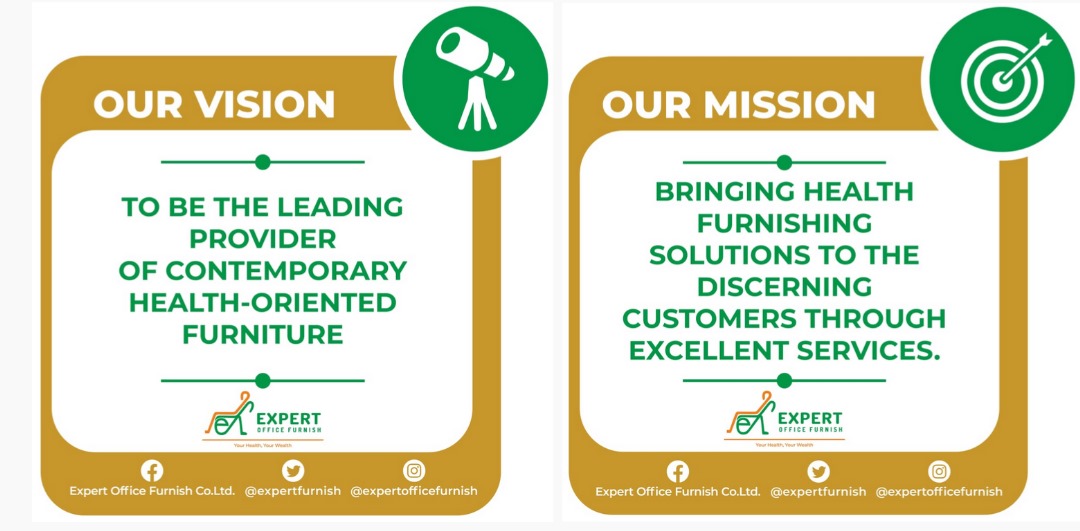 OUR VISION
TO BE THE LEADING
PROVIDER
OF CONTEMPORARY
HEALTH-ORIENTED
FURNITURE
EXPERT
OFFICE FURNISH
Your Health, Your Wealth
Expert Office Furnish Co.Ltd. @expertfurnish @expertofficefurnish
OUR MISSION
BRINGING HEALTH
FURNISHING
SOLUTIONS TO THE
DISCERNING
CUSTOMERS THROUGH
EXCELLENT SERVICES.
EXPERT
OFFICE FURNISH
Your Health, Your Wealth
Expert Office Furnish Co.Ltd. @expertfurnish @expertofficefurnish